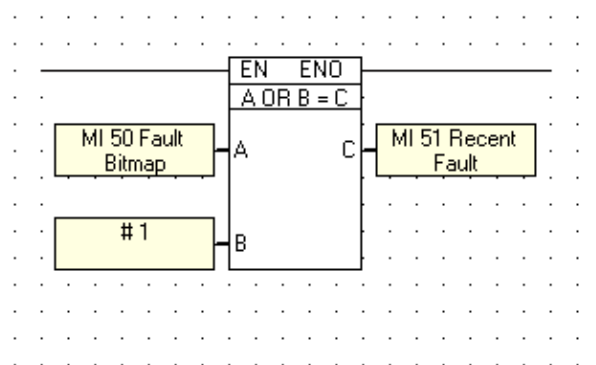 EN ENO
A OR B = C
MI 50 Fault
Bitmap
A
C
MI 51 Recent
Fault
# 1
B